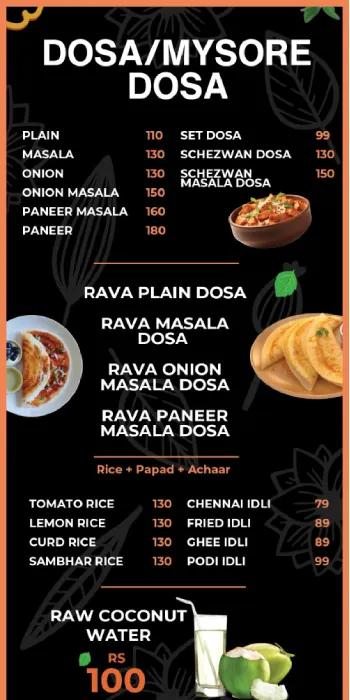 DOSA/MYSORE
DOSA
PLAIN 110
MASALA 130
ONION 130
ONION MASALA 150
PANEER MASALA 160
PANEER 180
SET DOSA 99
SCHEZWAN DOSA 130
SCHEZWAN 150
MASALA DOSA
RAVA PLAIN DOSA
RAVA MASALA
DOSA
RAVA ONION
MASALA DOSA
RAVA PANEER
MASALA DOSA
Rice + Papad + Achaar
TOMATO RICE 130
LEMON RICE 130
CURD RICE 130
SAMBHAR RICE 130
CHENNAI IDLI 79
FRIED IDLI 89
GHEE IDLI 89
PODI IDLI 99
RAW COCONUT
WATER
RS
100